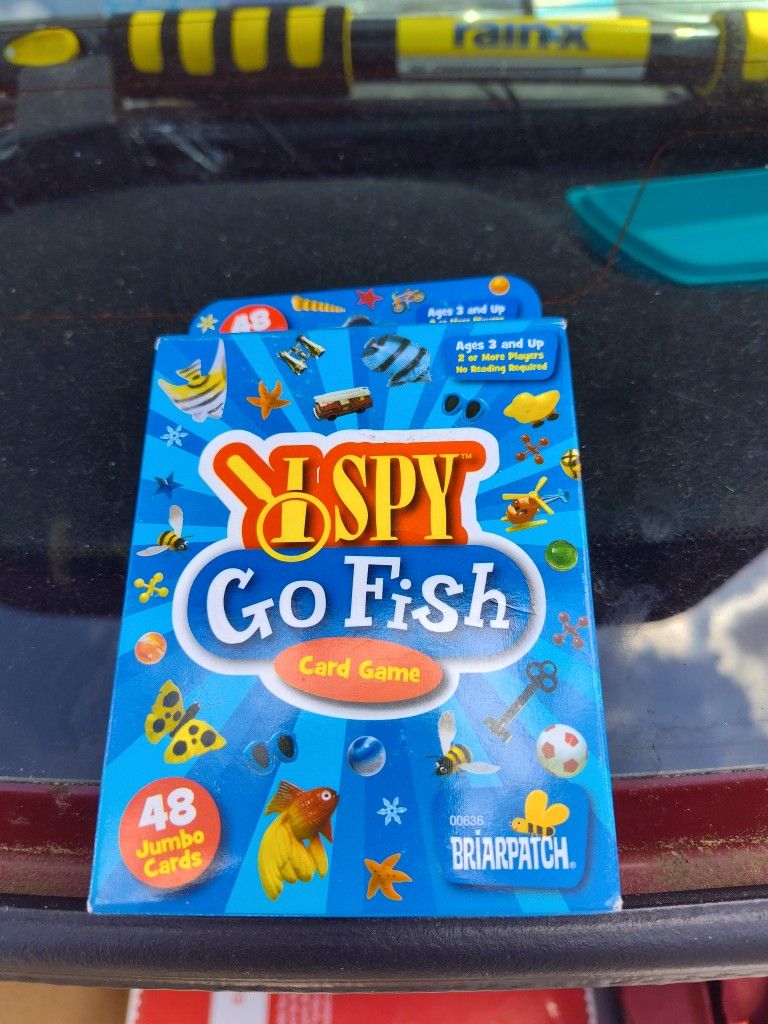 rain-x
48
Ages 3 and Up
Ages 3 and Up
2 or More Players
No Reading Required
I SPY™
Go Fish
Card Game
48
Jumbo
Cards
00636
BRIARPATCH®